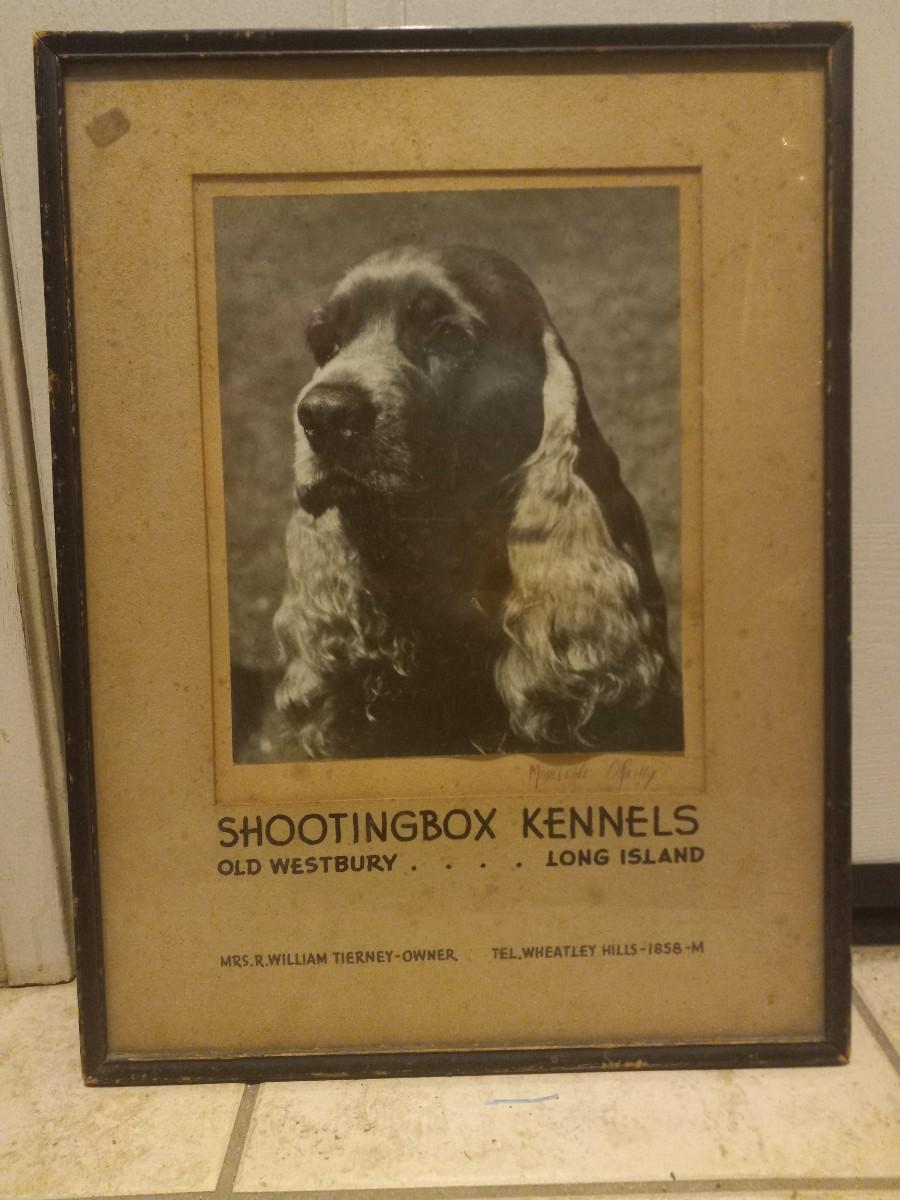 SHOOTINGBOX KENNELS
OLD WESTBURY . . . . LONG ISLAND
MRS. R. WILLIAM TIERNEY-OWNER TEL. WHEATLEY HILLS-1858-M